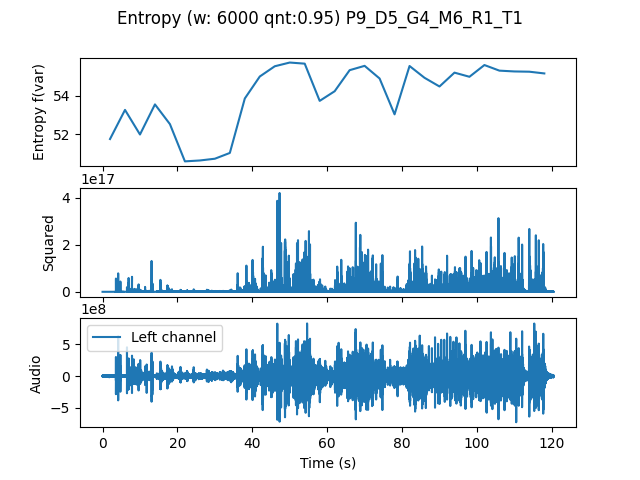 Entropy (w: 6000 qnt:0.95) P9_D5_G4_M6_R1_T1
Entropy f(var)
54
52
1e17
Squared
4
2
0
1e8
Audio
5
0
−5
Left channel
0 20 40 60 80 100 120
Time (s)